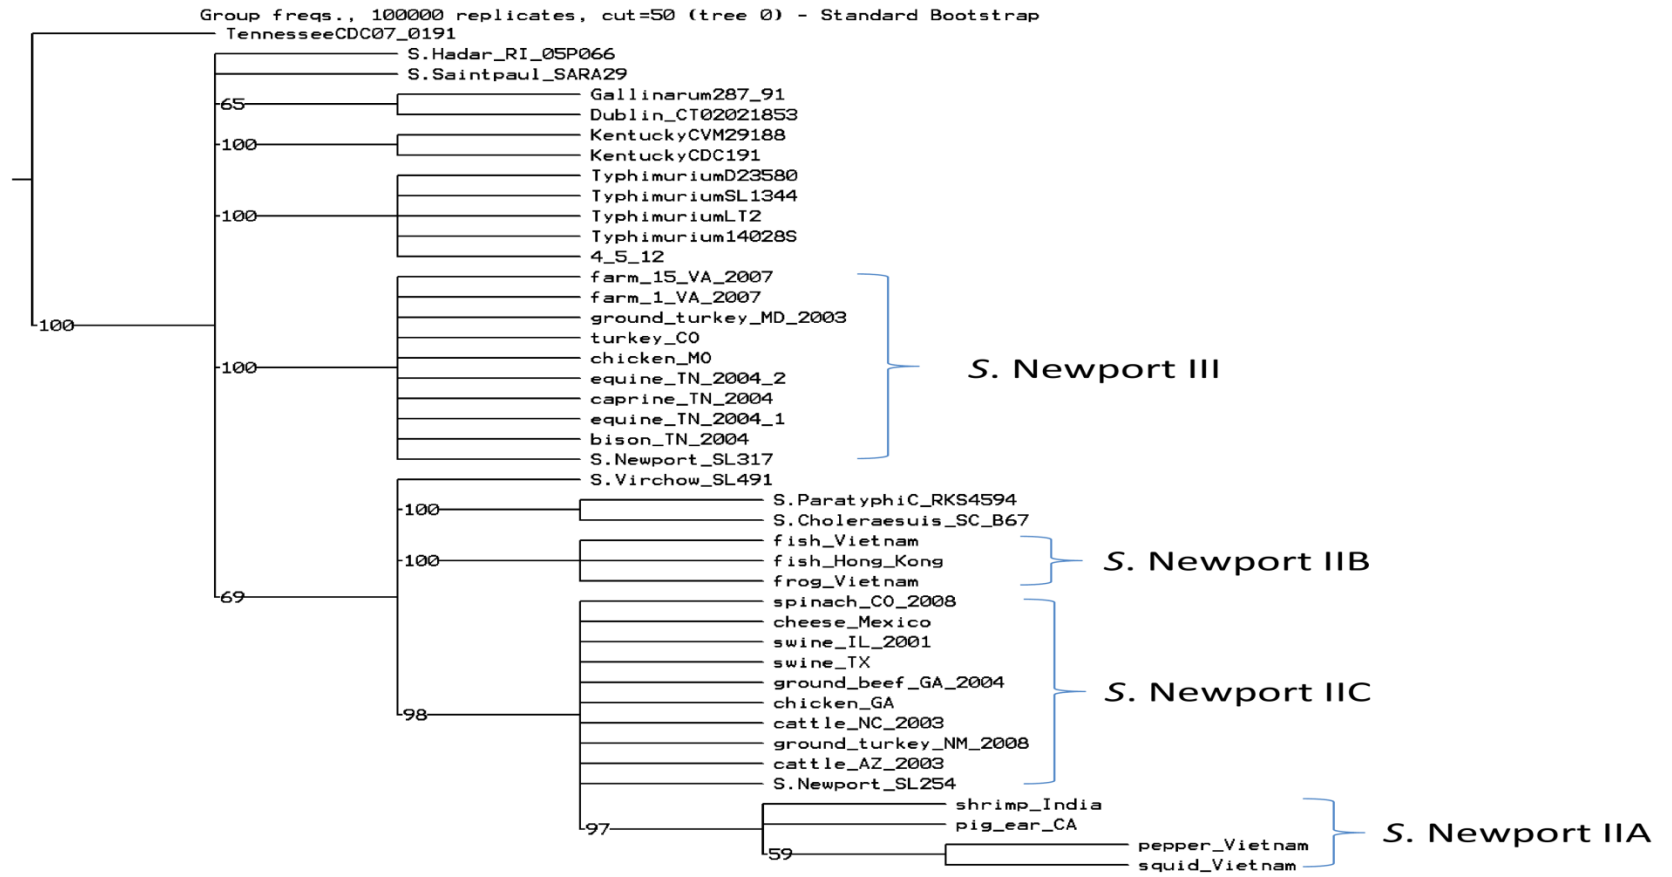 Group freqs., 100000 replicates, cut=50 (tree 0) - Standard Bootstrap
TennesseeCDC07_0191
S.Hadar_RI_05P066
S.Saintpaul_SARA29
Gallinarum287_91
65
Dublin_CT02021853
KentuckyCVM29188
100
KentuckyCDC191
TyphimuriumD23580
TyphimuriumSL1344
100
TyphimuriumLT2
Typhimurium14028S
4_5_12
farm_15_VA_2007
farm_1_VA_2007
ground_turkey_MD_2003
100
turkey_CO
chicken_MO
100
S. Newport III
equine_TN_2004_2
caprine_TN_2004
equine_TN_2004_1
bison_TN_2004
S.Newport_SL317
S.Virchow_SL491
S.ParatyphiC_RKS4594
100
S.Choleraesuis_SC_B67
fish_Vietnam
100
fish_Hong_Kong
S. Newport IIB
frog_Vietnam
69
spinach_CO_2008
cheese_Mexico
swine_IL_2001
swine_TX
ground_beef_GA_2004
S. Newport IIC
chicken_GA
98
cattle_NC_2003
ground_turkey_NM_2008
cattle_AZ_2003
S.Newport_SL254
shrimp_India
97
pig_ear_CA
S. Newport IIA
pepper_Vietnam
59
squid_Vietnam